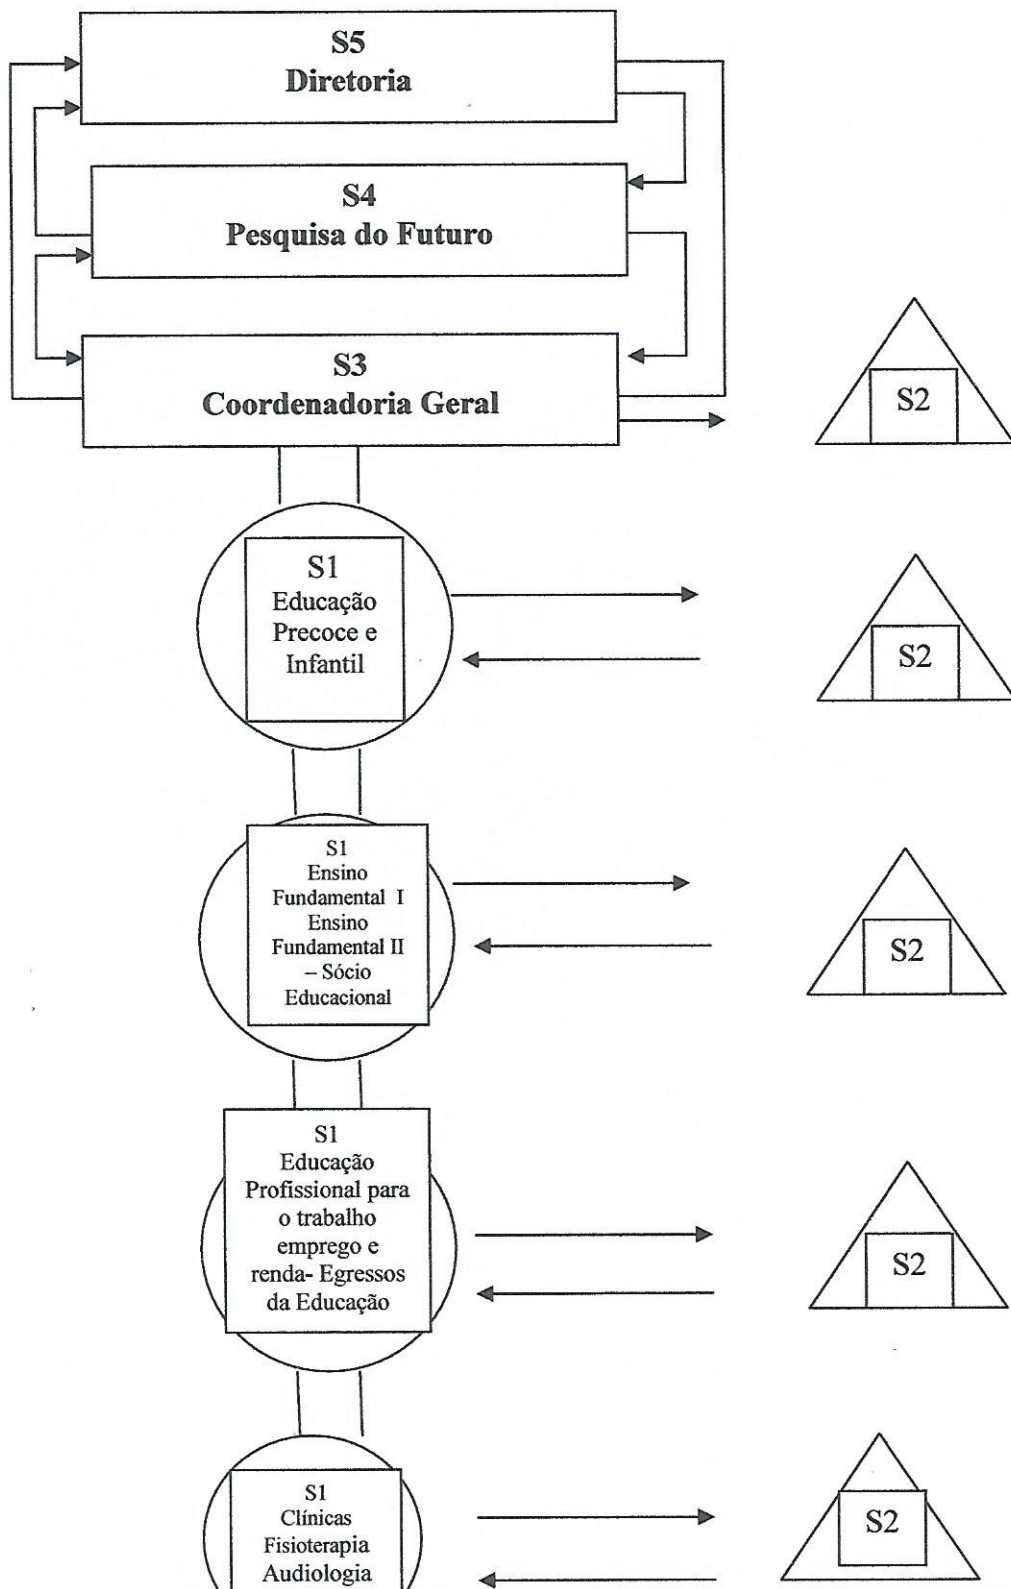 S5
Diretoria
S4
Pesquisa do Futuro
S3
Coordenadoria Geral
S2
S1
Educação
Precoce e
Infantil
S2
S1
Ensino
Fundamental I
Ensino
Fundamental II
– Sócio
Educacional
S2
S1
Educação
Profissional para
o trabalho
emprego e
renda- Egressos
da Educação
S2
S1
Clínicas
Fisioterapia
Audiologia
S2